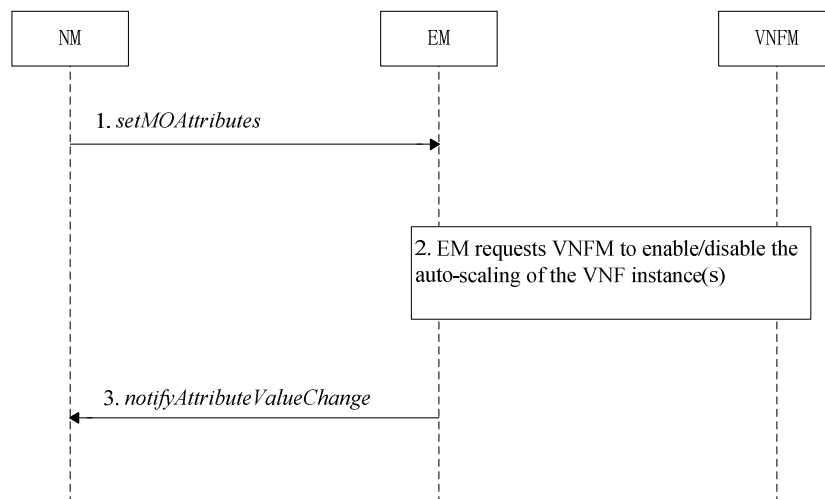 NM
EM
VNFM
1. setMOAttributes
2. EM requests VNFM to enable/disable the
auto-scaling of the VNF instance(s)
3. notifyAttributeValueChange